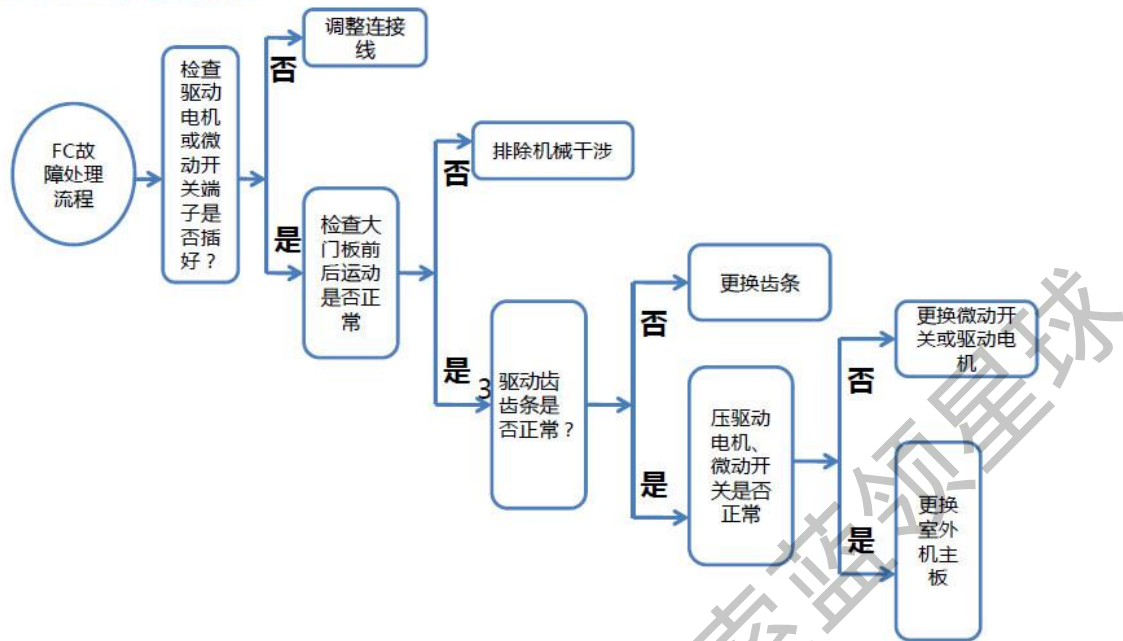 FC故
障处理
流程
检查
驱动
电机
或微
动开
关端
子是
否插
好？
否
调整连接
线
是
检查大
门板前
后运动
是否正
常
否
排除机械干涉
是
3
驱动齿
齿条是
否正常？
否
更换齿条
是
压驱动
电机、
微动开
关是否
正常
否
更换微动开
关或驱动电
机
是
更换
室外
机主
板
索蓝领星球